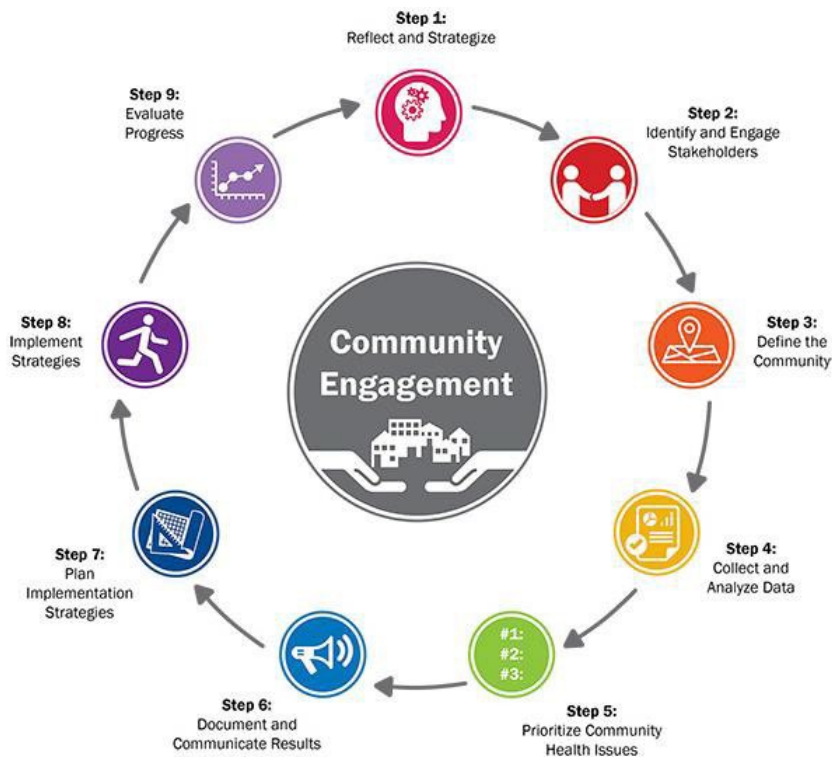 Step 1:
Reflect and Strategize
Step 2:
Identify and Engage
Stakeholders
Step 3:
Define the
Community
Step 4:
Collect and
Analyze Data
#1:
#2:
#3:
Step 5:
Prioritize Community
Health Issues
Step 6:
Document and
Communicate Results
Step 7:
Plan
Implementation
Strategies
Step 8:
Implement
Strategies
Step 9:
Evaluate
Progress
Community
Engagement